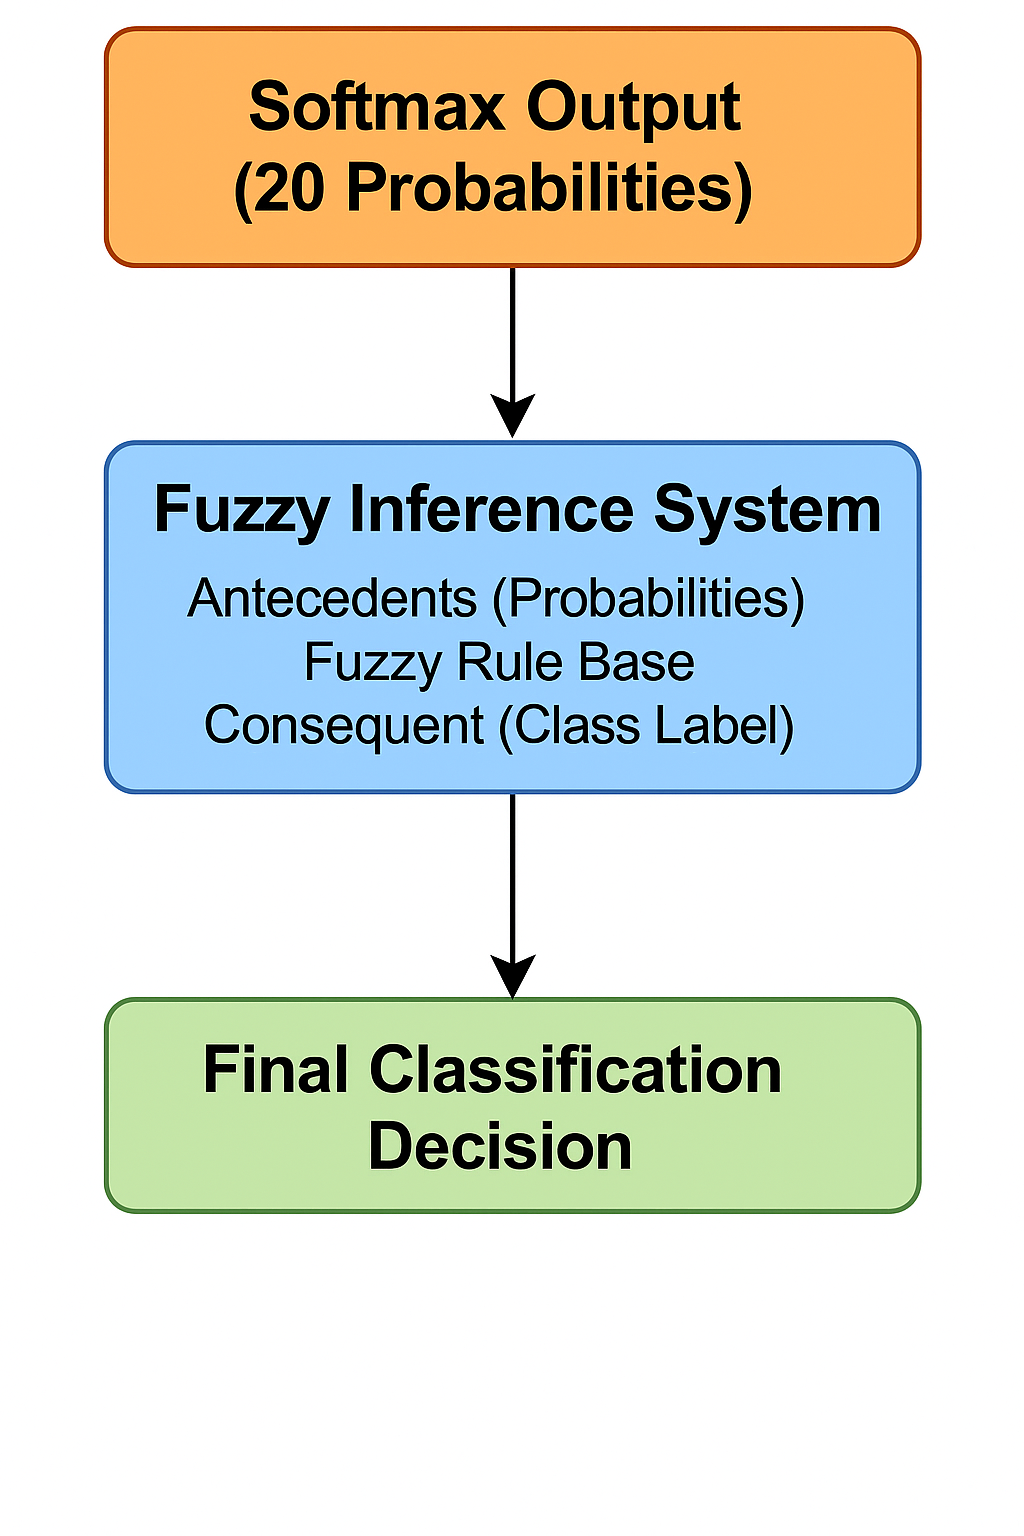 Softmax Output
(20 Probabilities)
Fuzzy Inference System
Antecedents (Probabilities)
Fuzzy Rule Base
Consequent (Class Label)
Final Classification
Decision